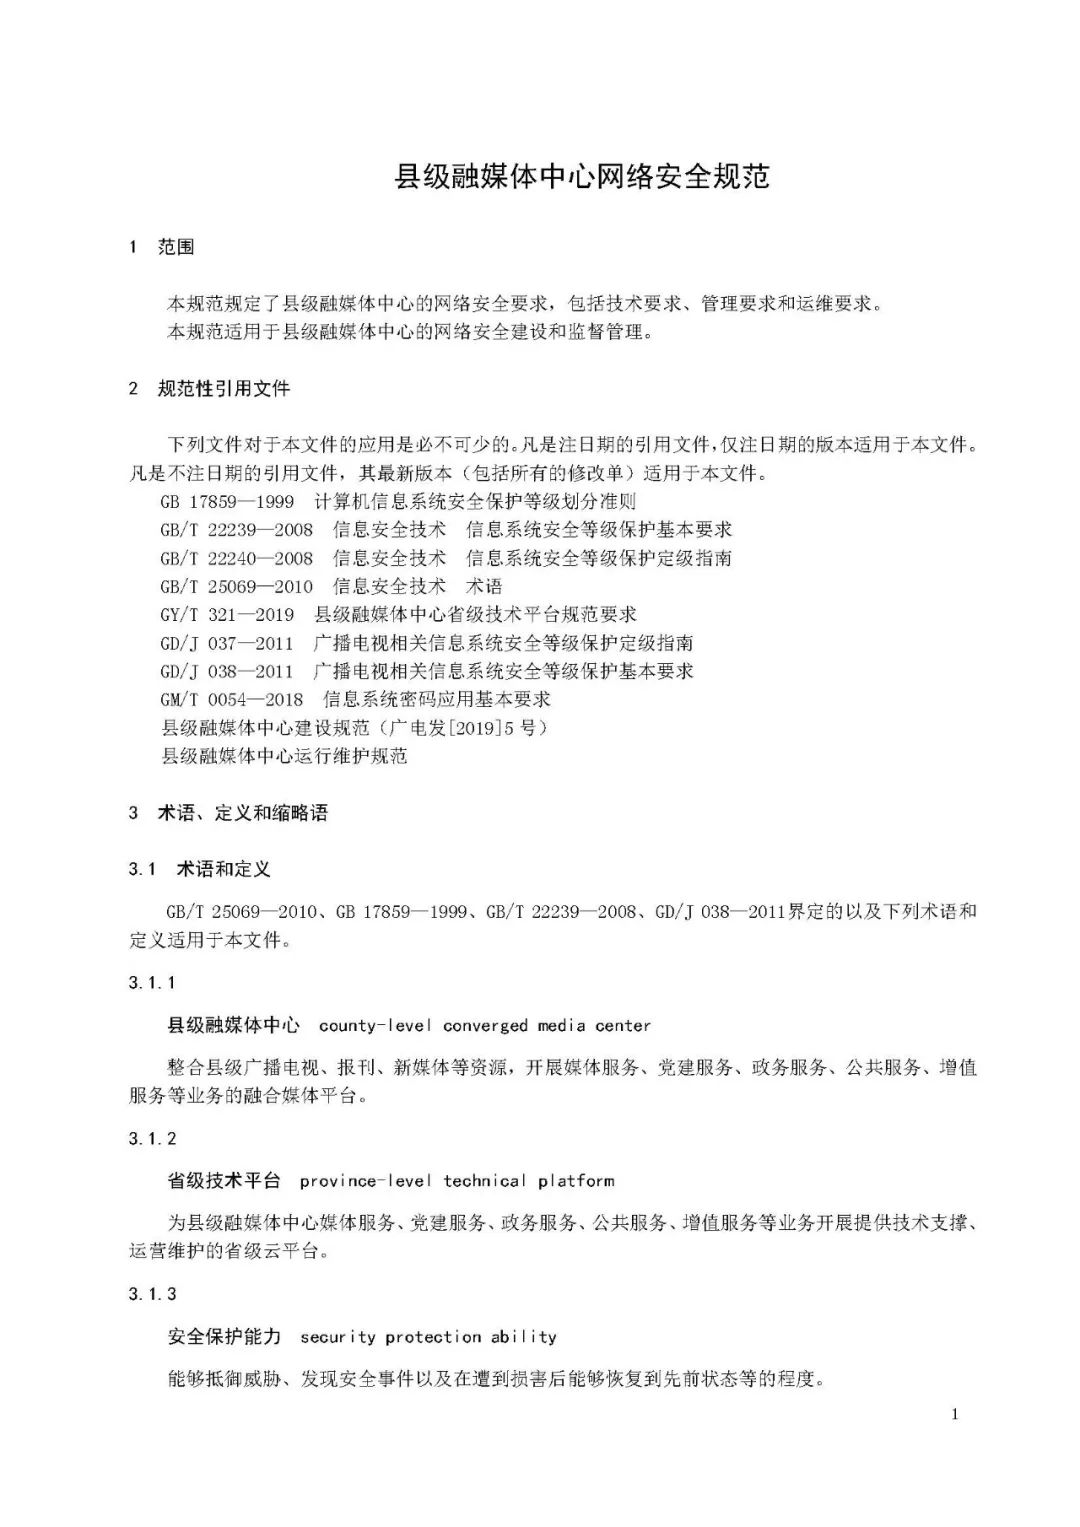 县级融媒体中心网络安全规范
1 范围
本规范规定了县级融媒体中心的网络安全要求，包括技术要求、管理要求和运维要求。
本规范适用于县级融媒体中心的网络安全建设和监督管理。
2 规范性引用文件
下列文件对于本文件的应用是必不可少的。凡是注日期的引用文件，仅注日期的版本适用于本文件。
凡是不注日期的引用文件，其最新版本（包括所有的修改单）适用于本文件。
GB 17859—1999 计算机信息系统安全保护等级划分准则
GB/T 22239—2008 信息安全技术 信息系统安全等级保护基本要求
GB/T 22240—2008 信息安全技术 信息系统安全等级保护定级指南
GB/T 25069—2010 信息安全技术 术语
GY/T 321—2019 县级融媒体中心省级技术平台规范要求
GD/J 037—2011 广播电视相关信息系统安全等级保护定级指南
GD/J 038—2011 广播电视相关信息系统安全等级保护基本要求
GM/T 0054—2018 信息系统密码应用基本要求
县级融媒体中心建设规范（广电发[2019]5号）
县级融媒体中心运行维护规范
3 术语、定义和缩略语
3.1 术语和定义
GB/T 25069—2010、GB 17859—1999、GB/T 22239—2008、GD/J 038—2011界定的以及下列术语和
定义适用于本文件。
3.1.1
县级融媒体中心 county-level converged media center
整合县级广播电视、报刊、新媒体等资源，开展媒体服务、党建服务、政务服务、公共服务、增值
服务等业务的融合媒体平台。
3.1.2
省级技术平台 province-level technical platform
为县级融媒体中心媒体服务、党建服务、政务服务、公共服务、增值服务等业务开展提供技术支撑、
运营维护的省级云平台。
3.1.3
安全保护能力 security protection ability
能够抵御威胁、发现安全事件以及在遭到损害后能够恢复到先前状态等的程度。
1